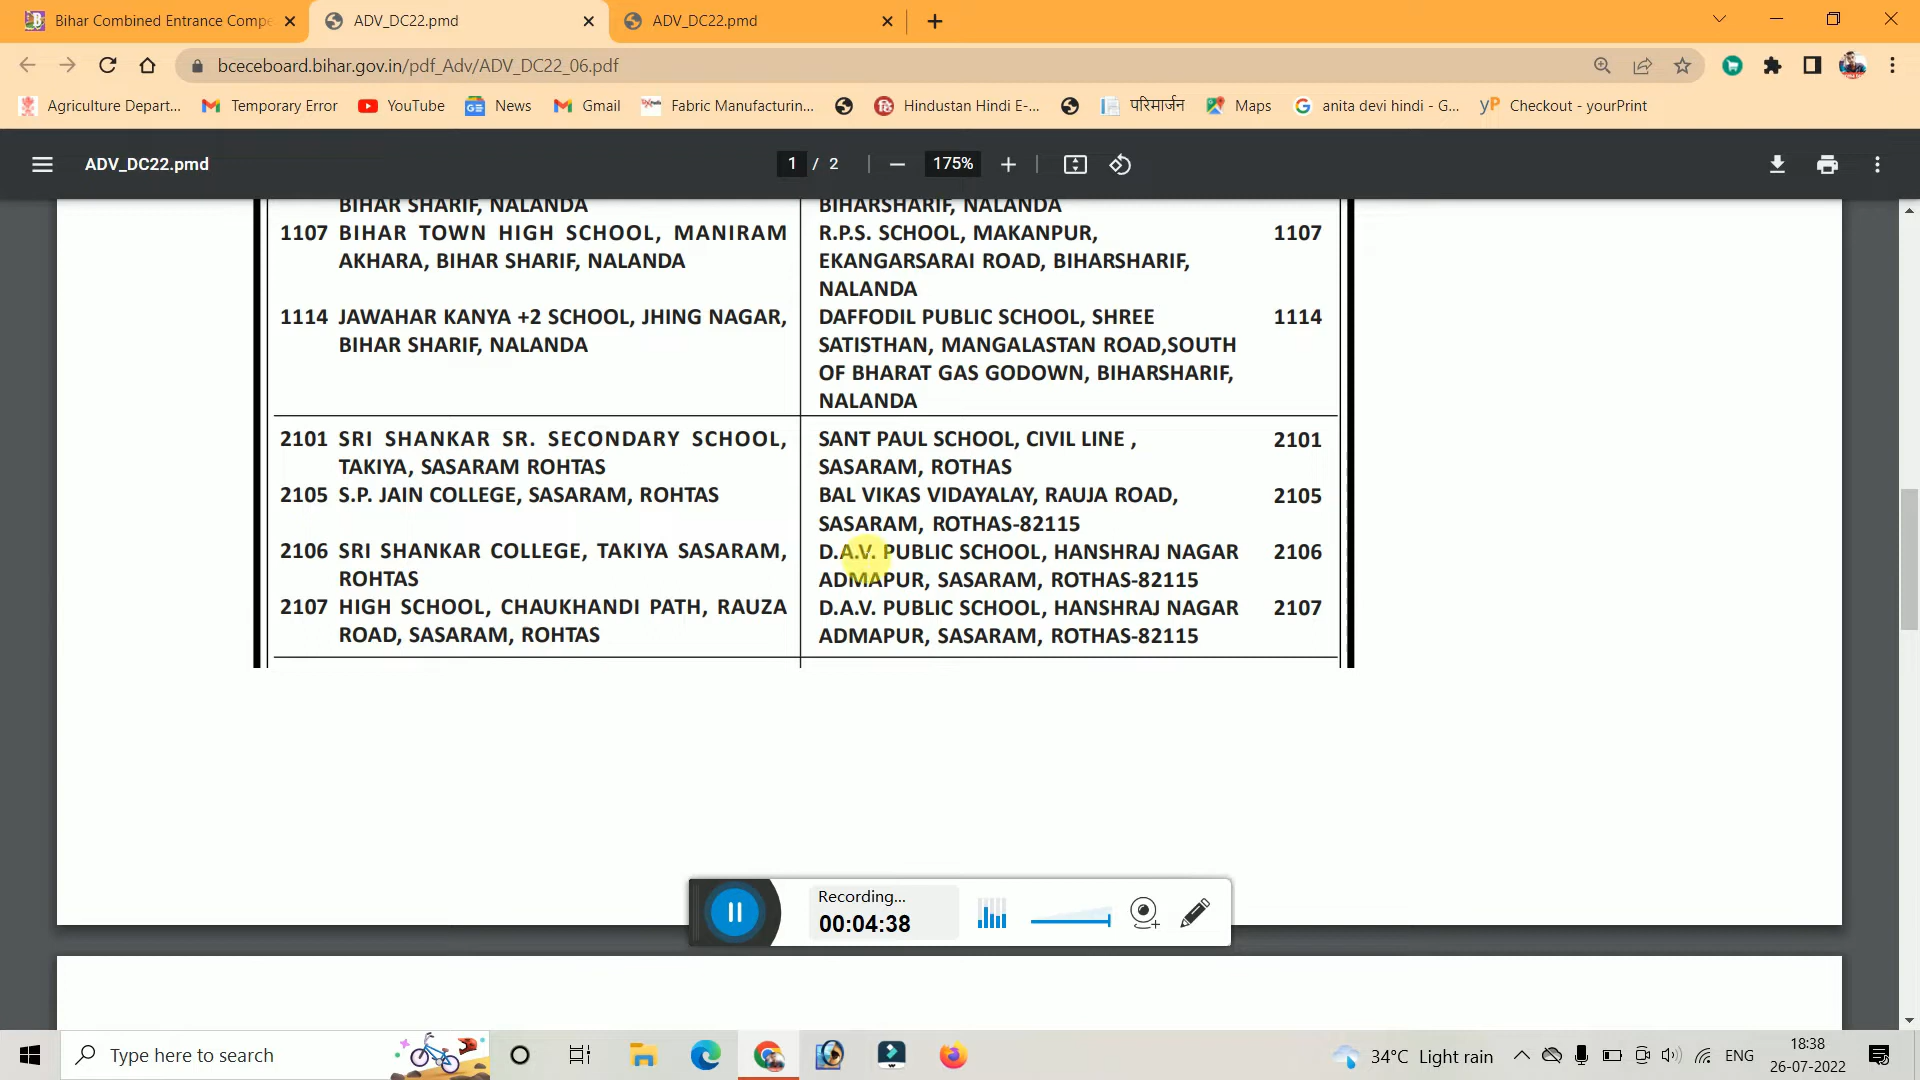 Bihar Combined Entrance Compe
ADV_DC22.pmd
ADV_DC22.pmd
bceceboard.bihar.gov.in/pdf_Adv/ADV_DC22_06.pdf
Agriculture Depart...
Temporary Error
YouTube
News
Gmail
Fabric Manufacturin...
Hindustan Hindi E-...
परिमार्जन
Maps
anita devi hindi - G...
yP Checkout - yourPrint
ADV_DC22.pmd
1 / 2
175%
BIHAR SHARIF, NALANDA
BIHARSHARIF, NALANDA
1107 BIHAR TOWN HIGH SCHOOL, MANIRAM
AKHARA, BIHAR SHARIF, NALANDA
R.P.S. SCHOOL, MAKANPUR, 1107
EKANGARSARAI ROAD, BIHARSHARIF,
NALANDA
1114 JAWAHAR KANYA +2 SCHOOL, JHING NAGAR,
BIHAR SHARIF, NALANDA
DAFFODIL PUBLIC SCHOOL, SHREE 1114
SATISTHAN, MANGALASTAN ROAD,SOUTH
OF BHARAT GAS GODOWN, BIHARSHARIF,
NALANDA
2101 SRI SHANKAR SR. SECONDARY SCHOOL,
TAKIYA, SASARAM ROHTAS
SANT PAUL SCHOOL, CIVIL LINE , 2101
SASARAM, ROTHAS
2105 S.P. JAIN COLLEGE, SASARAM, ROHTAS
BAL VIKAS VIDAYALAY, RAUJA ROAD, 2105
SASARAM, ROTHAS-82115
2106 SRI SHANKAR COLLEGE, TAKIYA SASARAM,
ROHTAS
D.A.V. PUBLIC SCHOOL, HANSHRAJ NAGAR 2106
ADMAPUR, SASARAM, ROTHAS-82115
2107 HIGH SCHOOL, CHAUKHANDI PATH, RAUZA
ROAD, SASARAM, ROHTAS
D.A.V. PUBLIC SCHOOL, HANSHRAJ NAGAR 2107
ADMAPUR, SASARAM, ROTHAS-82115
Recording...
00:04:38
Type here to search
34°C Light rain
ENG
18:38
26-07-2022